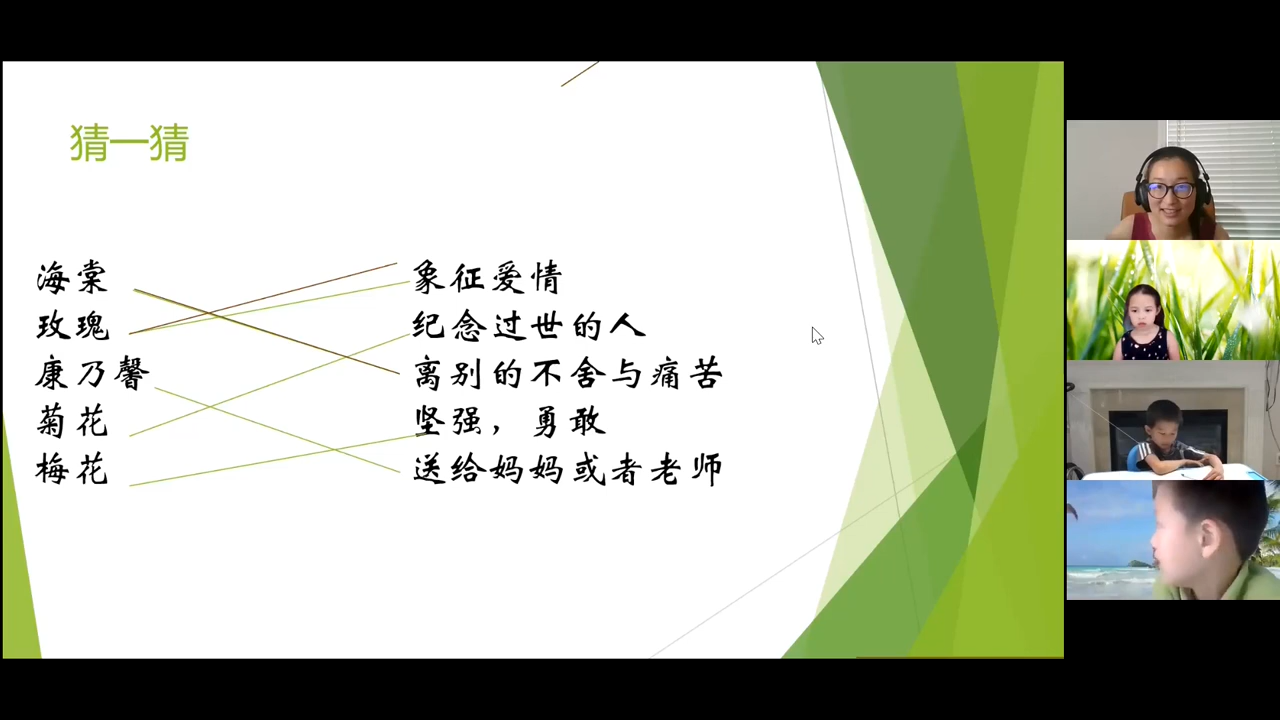 猜一猜
海棠 象征爱情
玫瑰 纪念过世的人
康乃馨 离别的不舍与痛苦
菊花 坚强，勇敢
梅花 送给妈妈或者老师